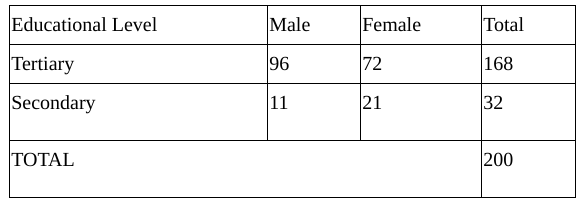 Educational Level Male Female Total
Tertiary 96 72 168
Secondary 11 21 32
TOTAL 200